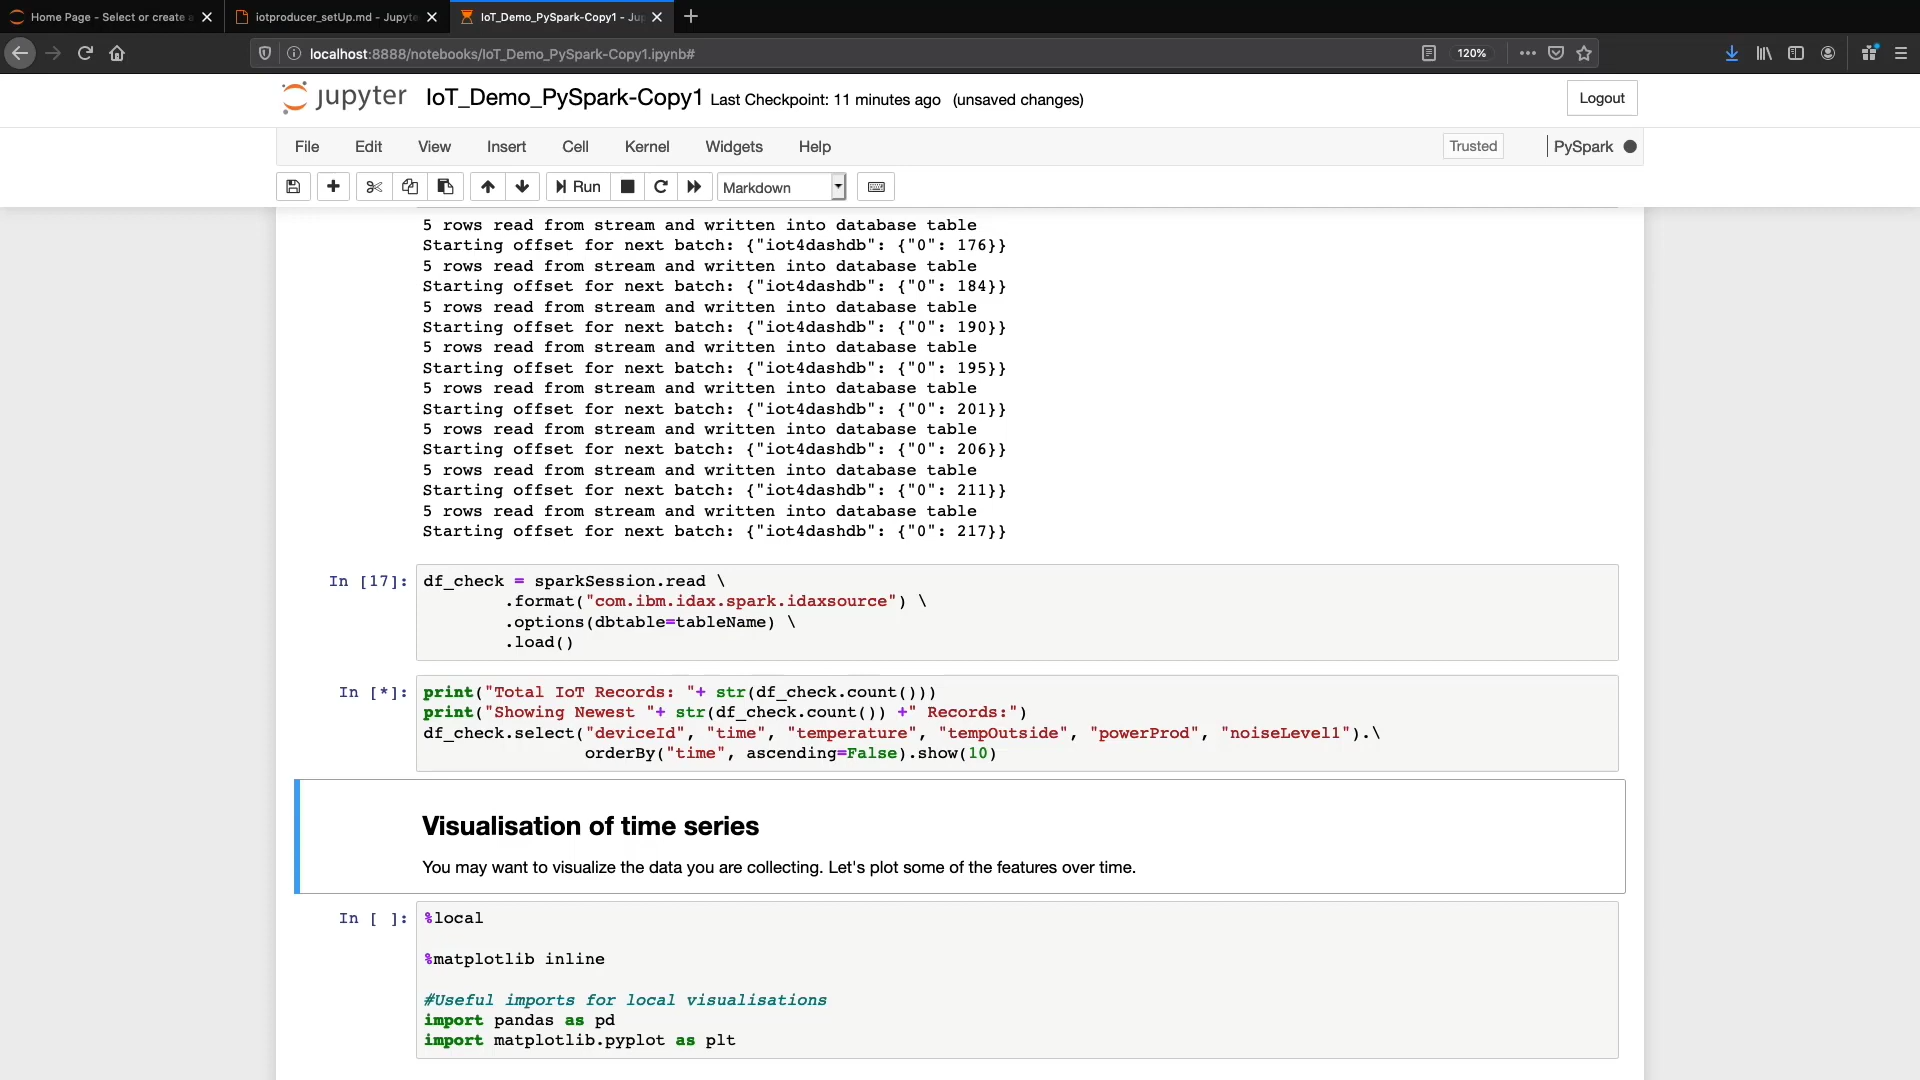 Home Page - Select or create a
iotproducer_setUp.md - Jupyte
IoT_Demo_PySpark-Copy1 - Jup
localhost:8888/notebooks/IoT_Demo_PySpark-Copy1.ipynb#
120%
jupyter
IoT_Demo_PySpark-Copy1 Last Checkpoint: 11 minutes ago (unsaved changes)
Logout
File Edit View Insert Cell Kernel Widgets Help
Trusted
PySpark
Run
Markdown
5 rows read from stream and written into database table
Starting offset for next batch: {"iot4dashdb": {"0": 176}}
5 rows read from stream and written into database table
Starting offset for next batch: {"iot4dashdb": {"0": 184}}
5 rows read from stream and written into database table
Starting offset for next batch: {"iot4dashdb": {"0": 190}}
5 rows read from stream and written into database table
Starting offset for next batch: {"iot4dashdb": {"0": 195}}
5 rows read from stream and written into database table
Starting offset for next batch: {"iot4dashdb": {"0": 201}}
5 rows read from stream and written into database table
Starting offset for next batch: {"iot4dashdb": {"0": 206}}
5 rows read from stream and written into database table
Starting offset for next batch: {"iot4dashdb": {"0": 211}}
5 rows read from stream and written into database table
Starting offset for next batch: {"iot4dashdb": {"0": 217}}
In [17]: df_check = sparkSession.read \
.format("com.ibm.idax.spark.idaxsource") \
.options(dbtable=tableName) \
.load()
In [*]: print("Total IoT Records: "+ str(df_check.count()))
print("Showing Newest "+ str(df_check.count()) +" Records:")
df_check.select("deviceId", "time", "temperature", "tempOutside", "powerProd", "noiseLevel1").\
orderBy("time", ascending=False).show(10)
Visualisation of time series
You may want to visualize the data you are collecting. Let's plot some of the features over time.
In [ ]: %local
%matplotlib inline
#Useful imports for local visualisations
import pandas as pd
import matplotlib.pyplot as plt